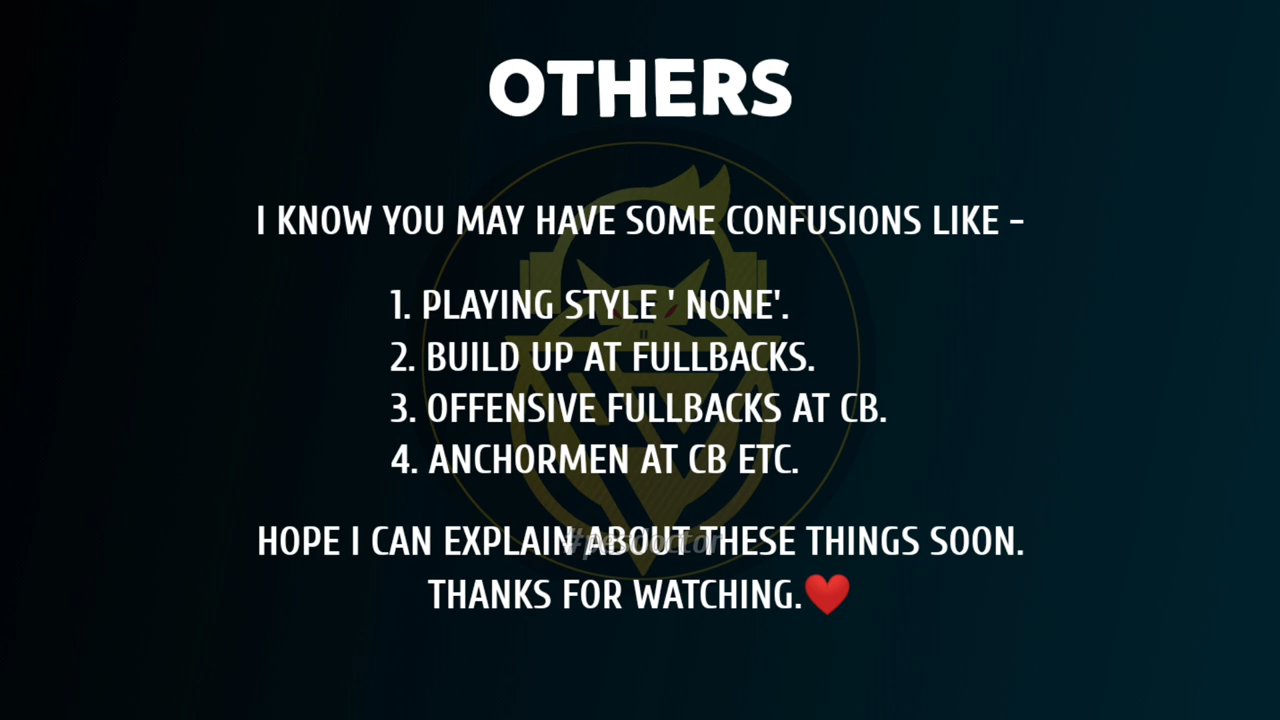 OTHERS
I KNOW YOU MAY HAVE SOME CONFUSIONS LIKE -
1. PLAYING STYLE ' NONE'.
2. BUILD UP AT FULLBACKS.
3. OFFENSIVE FULLBACKS AT CB.
4. ANCHORMEN AT CB ETC.
HOPE I CAN EXPLAIN ABOUT THESE THINGS SOON.
#pesdoctor
THANKS FOR WATCHING.❤️